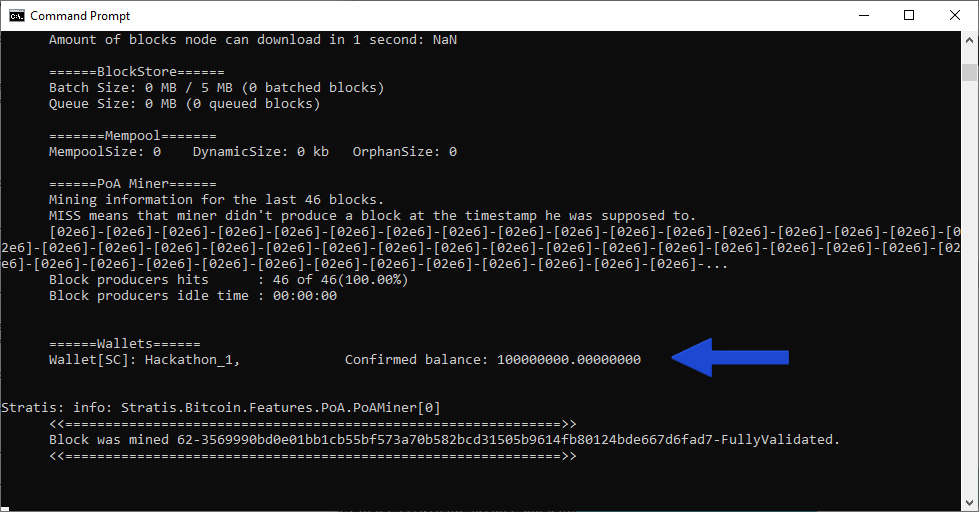 Command Prompt
Amount of blocks node can download in 1 second: NaN
======BlockStore======
Batch Size: 0 MB / 5 MB (0 batched blocks)
Queue Size: 0 MB (0 queued blocks)
=======Mempool=======
MempoolSize: 0    DynamicSize: 0 kb   OrphanSize: 0
======PoA Miner======
Mining information for the last 46 blocks.
MISS means that miner didn't produce a block at the timestamp he was supposed to.
[02e6]-[02e6]-[02e6]-[02e6]-[02e6]-[02e6]-[02e6]-[02e6]-[02e6]-[02e6]-[02e6]-[02e6]-[02e6]-[02e6]-[02e6]-[02e6]-[0
2e6]-[02e6]-[02e6]-[02e6]-[02e6]-[02e6]-[02e6]-[02e6]-[02e6]-[02e6]-[02e6]-[02e6]-[02e6]-[02e6]-[02e6]-[02e6]-[02e6]-[02
e6]-[02e6]-[02e6]-[02e6]-[02e6]-[02e6]-[02e6]-[02e6]-[02e6]-[02e6]-[02e6]-[02e6]-[02e6]-...
Block producers hits      : 46 of 46(100.00%)
Block producers idle time : 00:00:00
======Wallets======
Wallet[SC]: Hackathon_1,             Confirmed balance: 100000000.00000000
Stratis: info: Stratis.Bitcoin.Features.PoA.PoAMiner[0]
<<==============================================================>>
Block was mined 62-3569990bd0e01bb1cb55bf573a70b582bcd31505b9614fb80124bde667d6fad7-FullyValidated.
<<==============================================================>>